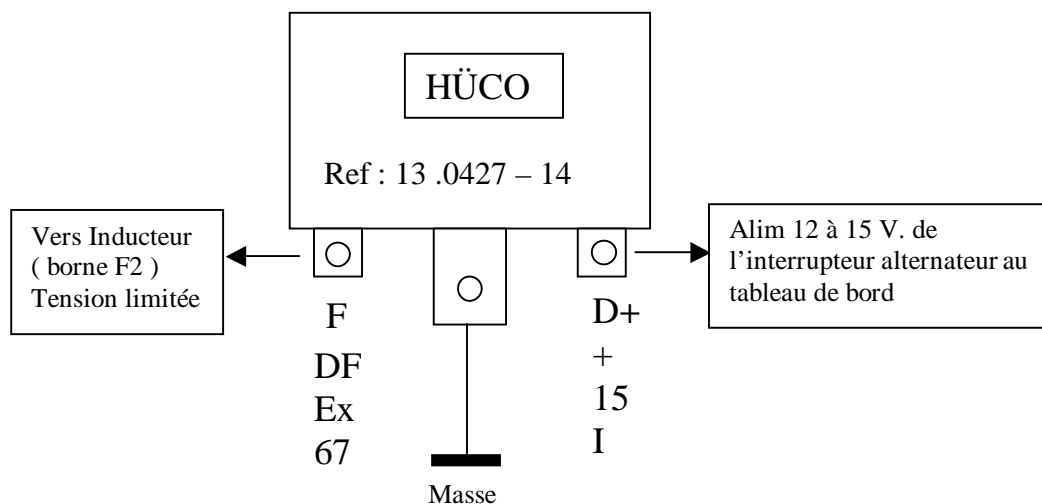 HÜCO
Ref : 13 .0427 – 14
Vers Inducteur
( borne F2 )
Tension limitée
Alim 12 à 15 V. de
l’interrupteur alternateur au
tableau de bord
F
DF
Ex
67
D+
+
15
I
Masse